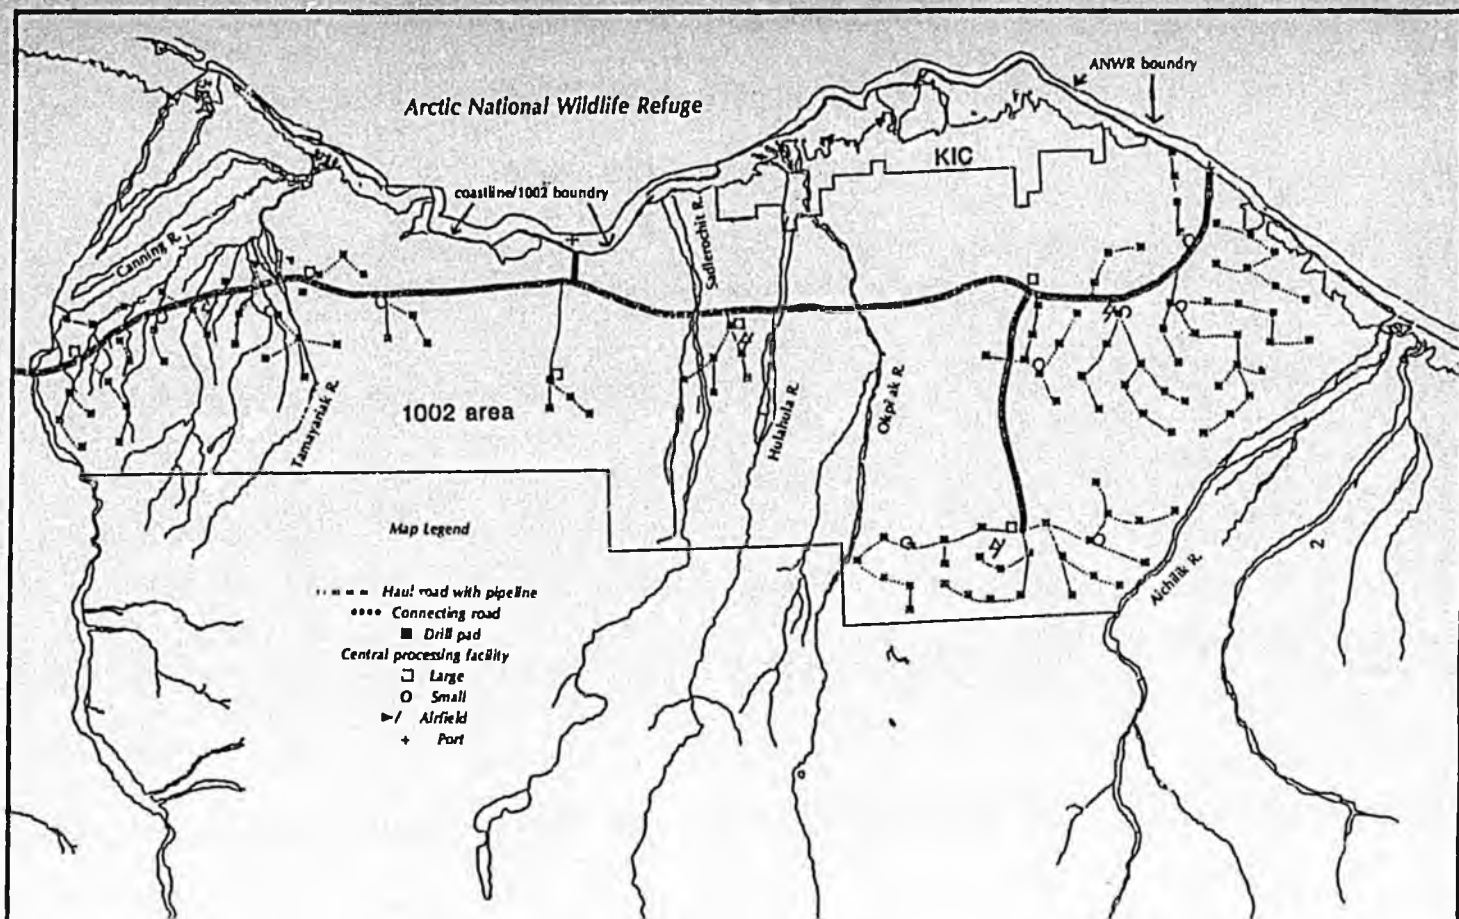 Arctic National Wildlife Refuge
ANWR boundry
KIC
coastline/1002 boundry
Canning R.
Sadlerochit R.
Tamayariak R.
1002 area
Hulahula R.
Okpilak R.
Aichilik R.
2
Map Legend
Haul road with pipeline
Connecting road
Drill pad
Central processing facility
Large
Small
Airfield
Port